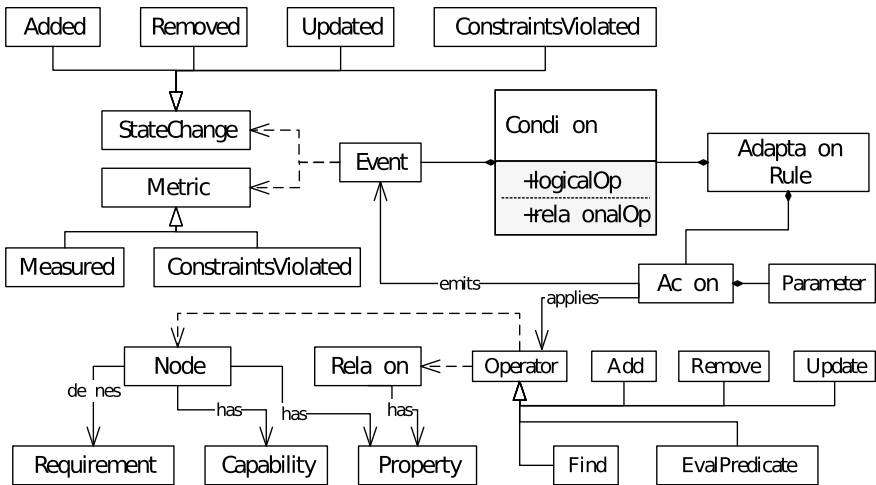 Added
Removed
Updated
ConstraintsViolated
StateChange
Metric
Event
Condi on
+logicalOp
+rela onalOp
Adapta on
Rule
Measured
ConstraintsViolated
emits
Ac on
Parameter
applies
Node
Rela on
Operator
Add
Remove
Update
de nes
has
has
has
Requirement
Capability
Property
Find
EvalPredicate